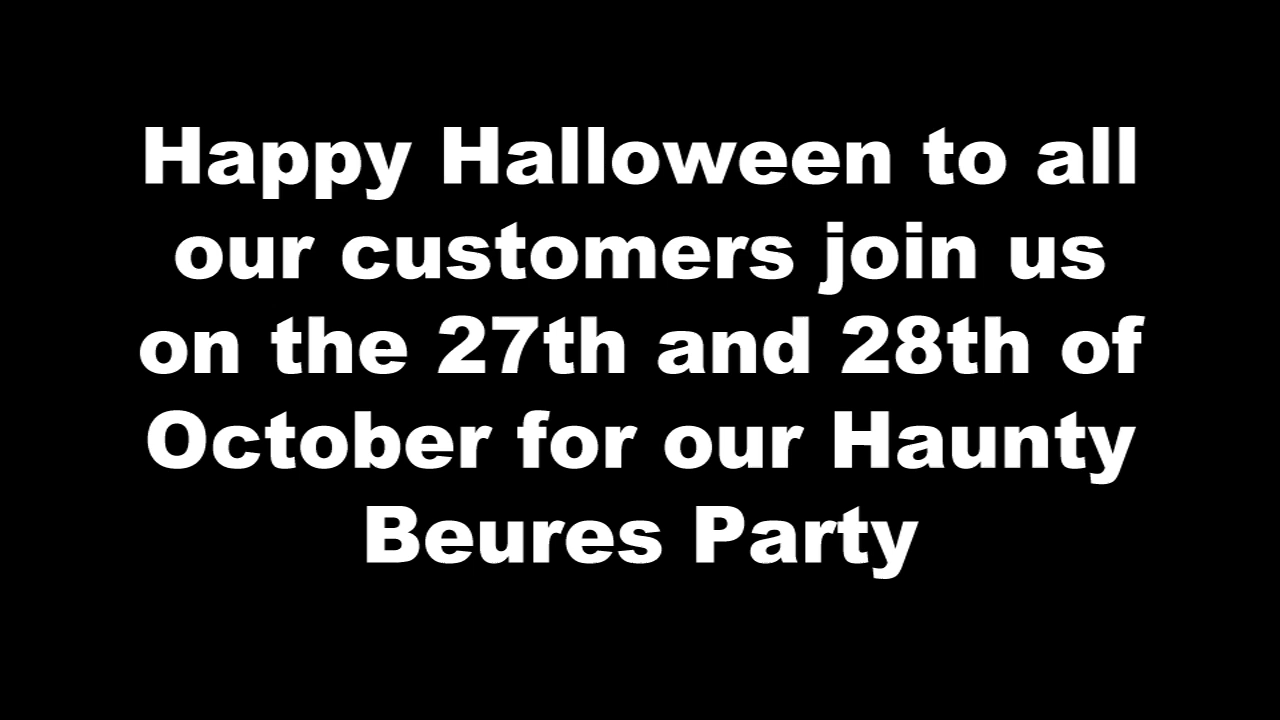 Happy Halloween to all
our customers join us
on the 27th and 28th of
October for our Haunty
Beures Party